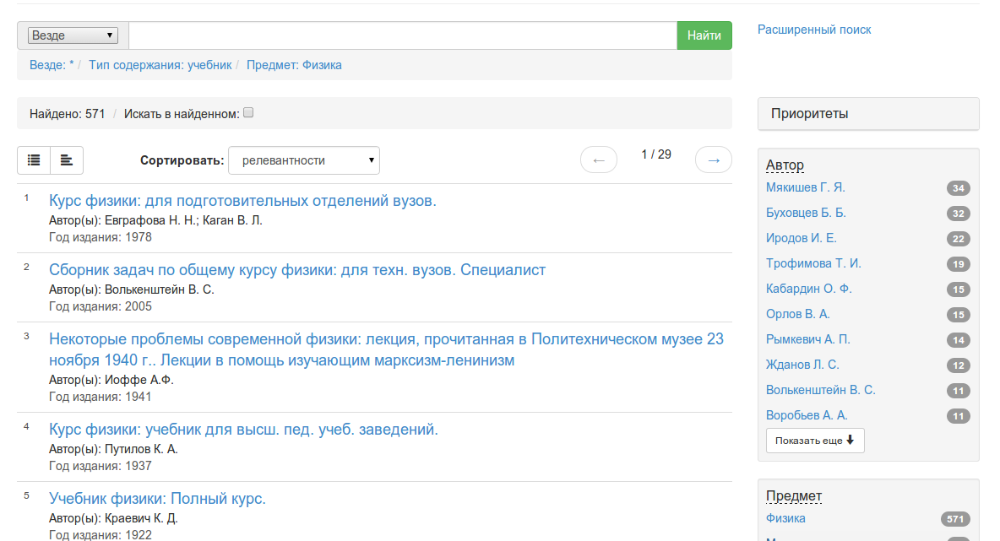 Везде
Найти
Расширенный поиск
Везде: * / Тип содержания: учебник / Предмет: Физика
Найдено: 571 / Искать в найденном:
Приоритеты
Сортировать: релевантности
← 1 / 29 →
1 Курс физики: для подготовительных отделений вузов.
Автор(ы): Евграфова Н. Н.; Каган В. Л.
Год издания: 1978
2 Сборник задач по общему курсу физики: для техн. вузов. Специалист
Автор(ы): Волькенштейн В. С.
Год издания: 2005
3 Некоторые проблемы современной физики: лекция, прочитанная в Политехническом музее 23
ноября 1940 г.. Лекции в помощь изучающим марксизм-ленинизм
Автор(ы): Иоффе А.Ф.
Год издания: 1941
4 Курс физики: учебник для высш. пед. учеб. заведений.
Автор(ы): Путилов К. А.
Год издания: 1937
5 Учебник физики: Полный курс.
Автор(ы): Краевич К. Д.
Год издания: 1922
Автор
Мякишев Г. Я. 34
Буховцев Б. Б. 32
Иродов И. Е. 22
Трофимова Т. И. 19
Кабардин О. Ф. 15
Орлов В. А. 15
Рымкевич А. П. 14
Жданов Л. С. 12
Волькенштейн В. С. 11
Воробьев А. А. 11
Показать еще
Предмет
Физика 571